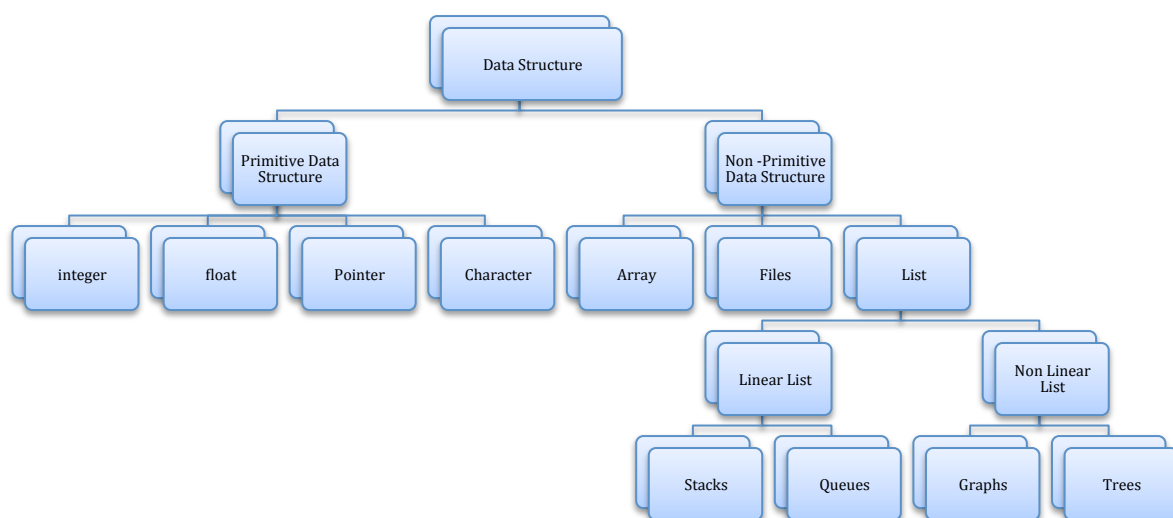 Data Structure
Primitive Data
Structure
Non -Primitive
Data Structure
integer
float
Pointer
Character
Array
Files
List
Linear List
Non Linear
List
Stacks
Queues
Graphs
Trees